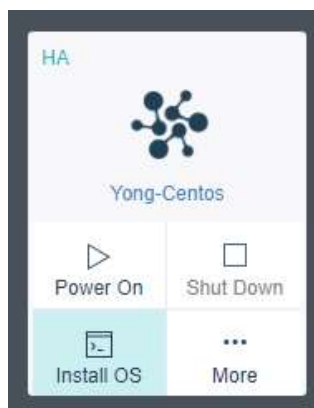 HA
Yong-Centos
Power On
Shut Down
Install OS
More